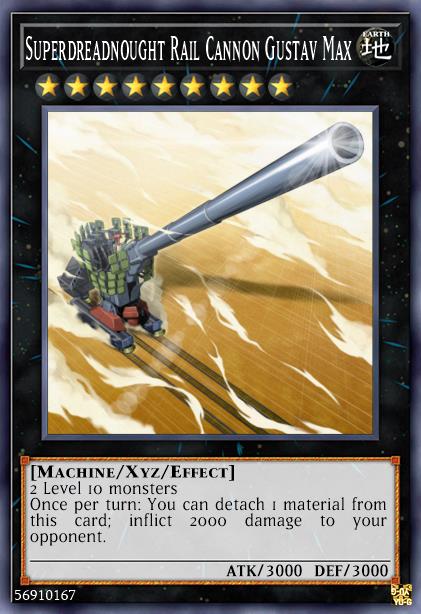 SUPERDREADNOUGHT RAIL CANNON GUSTAV MAX
EARTH
地
[MACHINE/XYZ/EFFECT]
2 Level 10 monsters
Once per turn: You can detach 1 material from
this card; inflict 2000 damage to your
opponent.
ATK/3000 DEF/3000
56910167